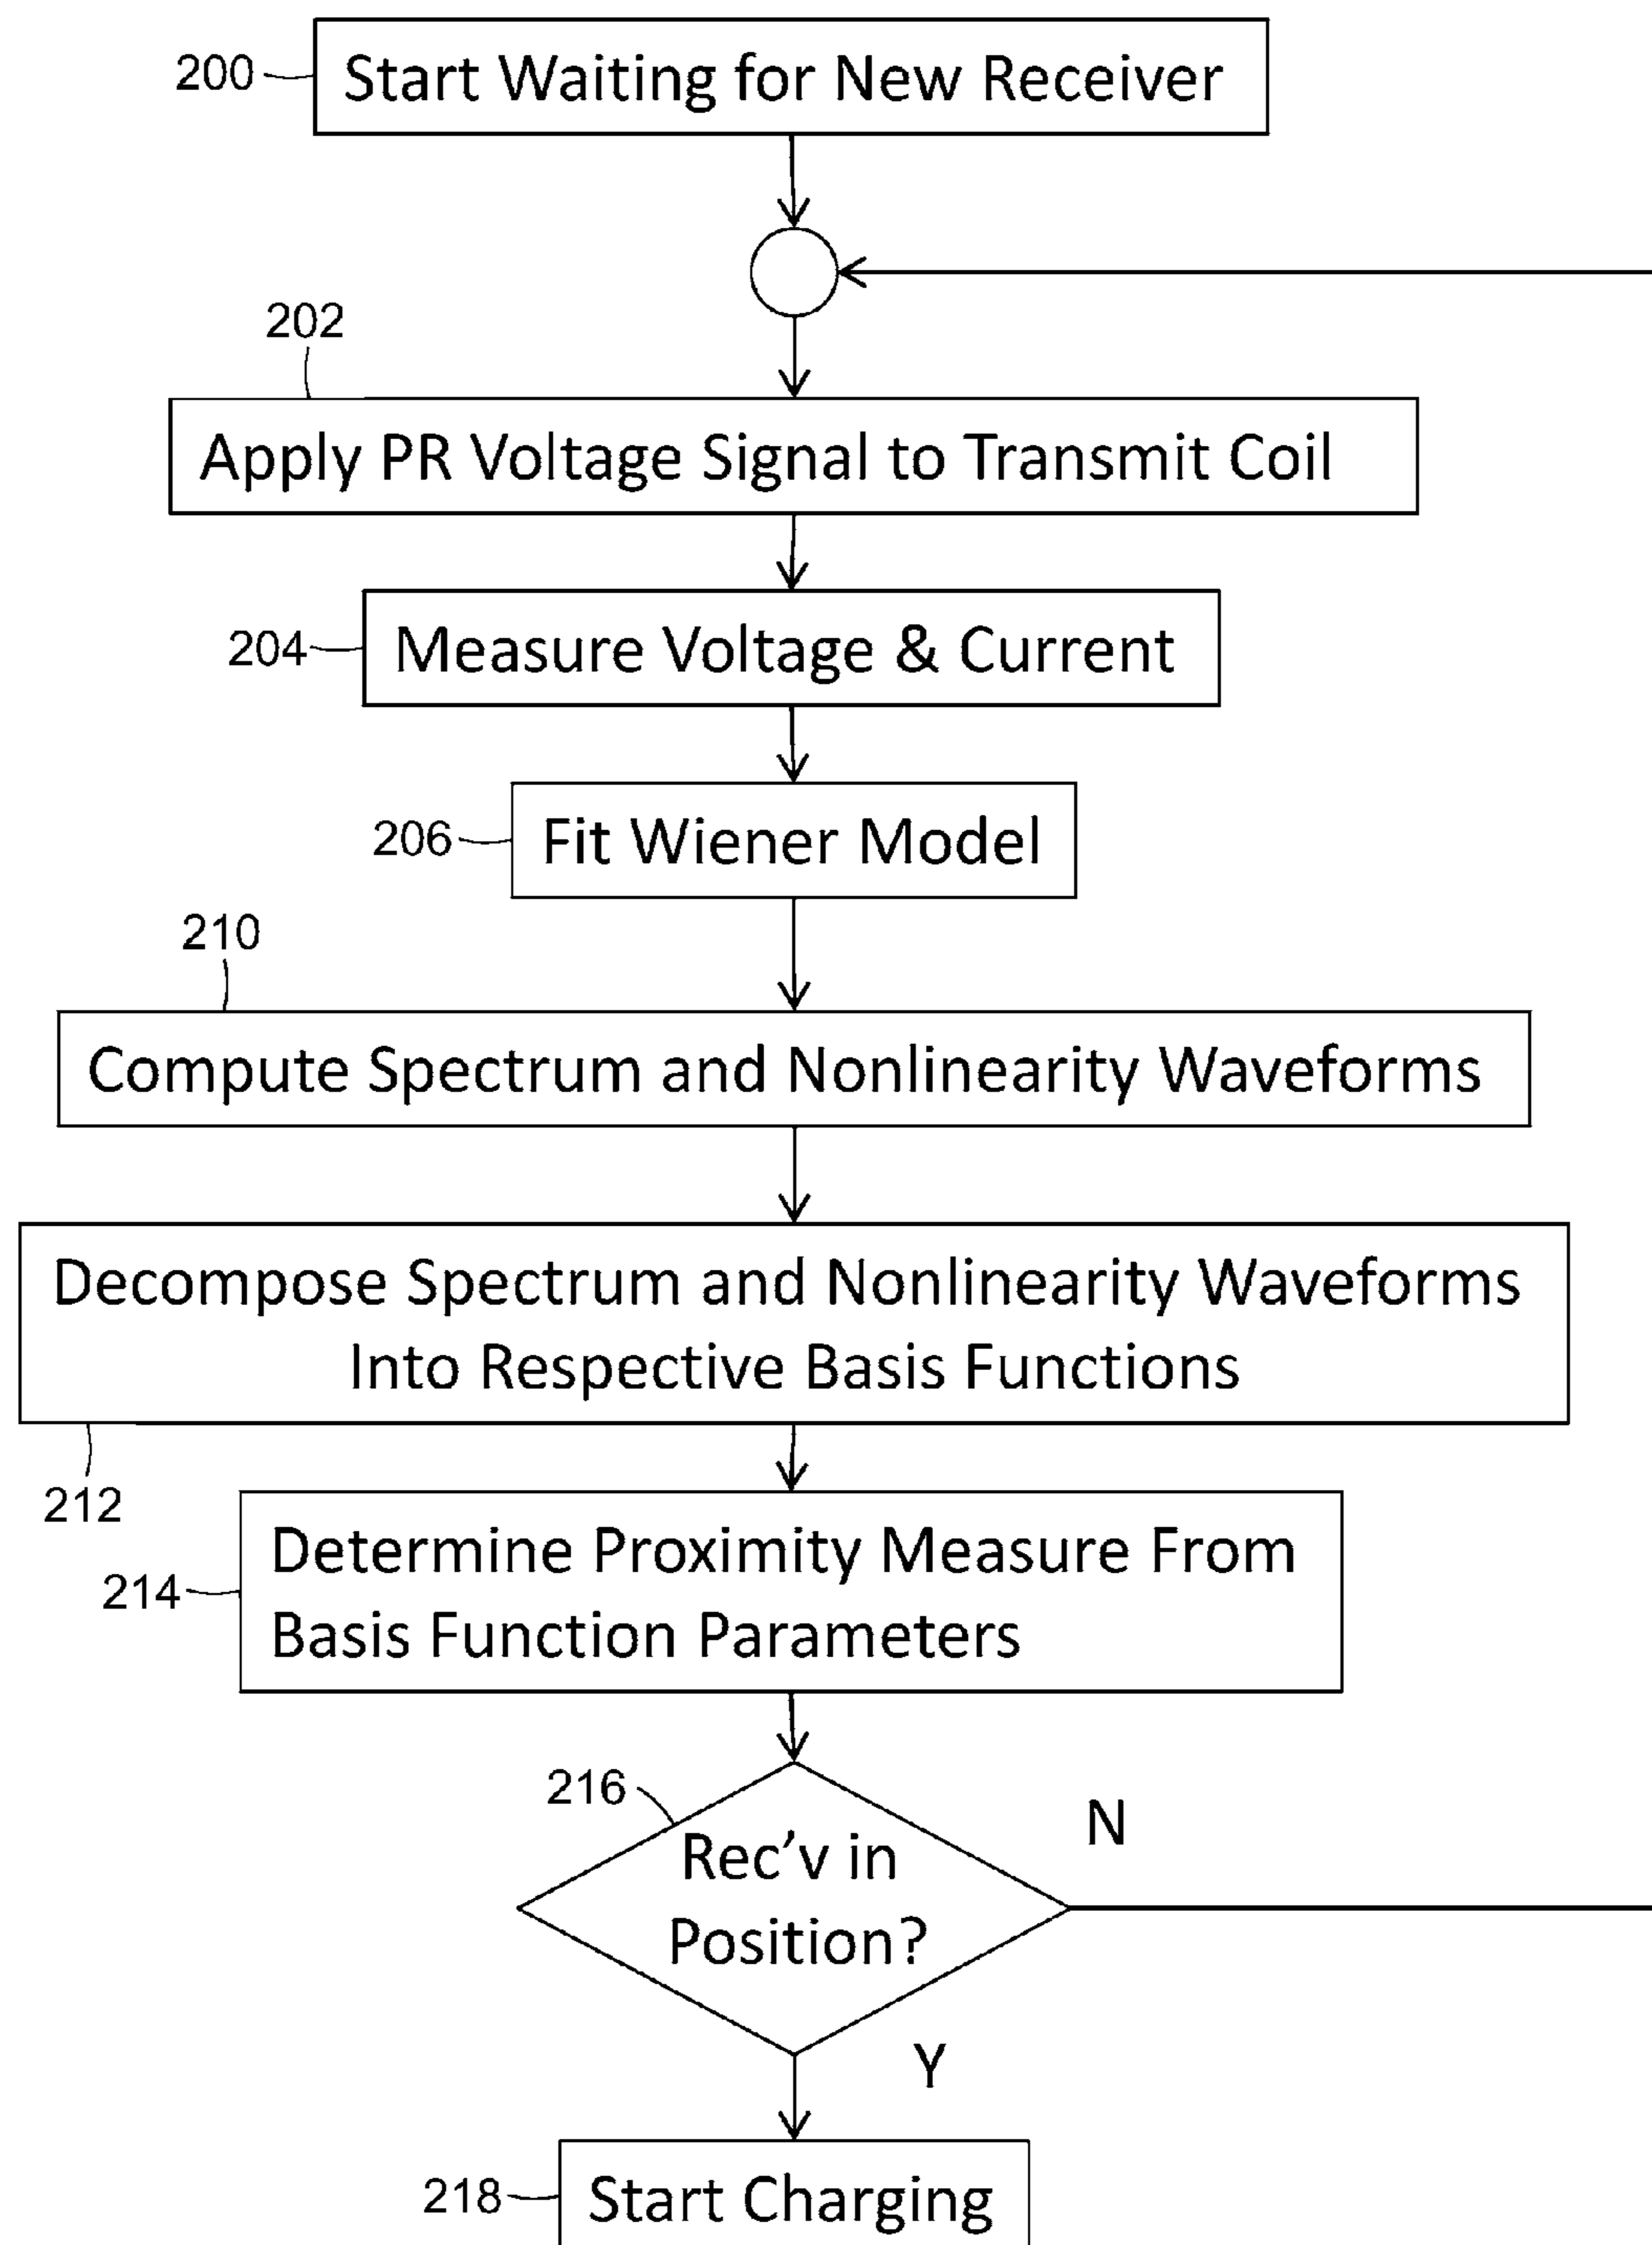 200
Start Waiting for New Receiver
202
Apply PR Voltage Signal to Transmit Coil
204
Measure Voltage & Current
206
Fit Wiener Model
210
Compute Spectrum and Nonlinearity Waveforms
Decompose Spectrum and Nonlinearity Waveforms
Into Respective Basis Functions
212
214
Determine Proximity Measure From
Basis Function Parameters
216
Rec'v in
Position?
N
Y
218
Start Charging